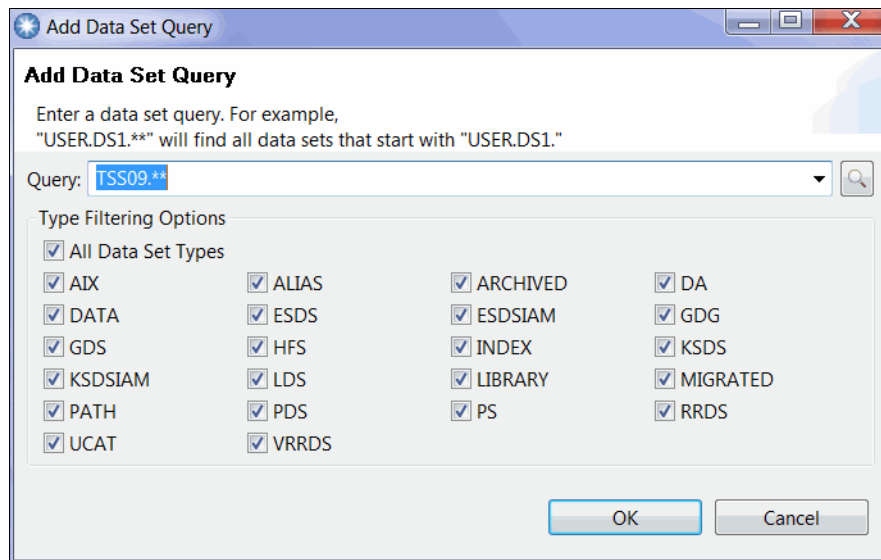 Add Data Set Query
Add Data Set Query
Enter a data set query. For example,
"USER.DS1.**" will find all data sets that start with "USER.DS1."
Query: TSS09.**
Type Filtering Options
All Data Set Types
AIX ALIAS ARCHIVED DA
DATA ESDS ESDSIAM GDG
GDS HFS INDEX KSDS
KSDSIAM LDS LIBRARY MIGRATED
PATH PDS PS RRDS
UCAT VRRDS
OK Cancel